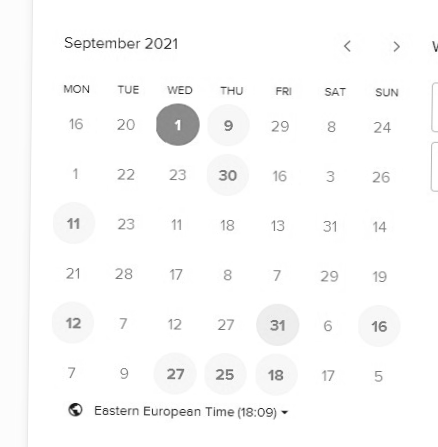 September 2021
MON TUE WED THU FRI SAT SUN
16 20 1 9 29 8 24
1 22 23 30 16 3 26
11 23 11 18 13 31 14
21 28 17 8 7 29 19
12 7 12 27 31 6 16
7 9 27 25 18 17 5
Eastern European Time (18:09)